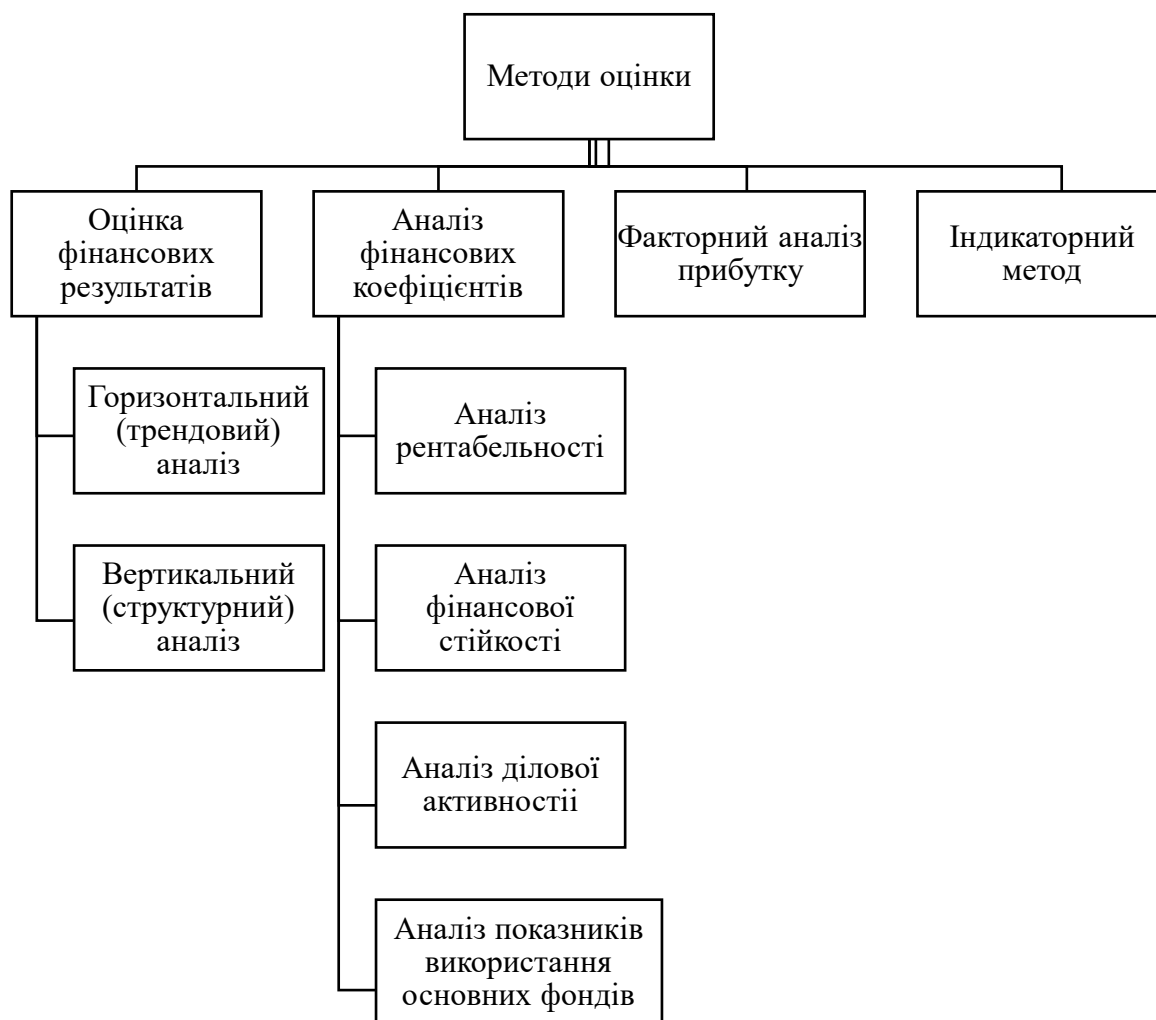 Методи оцінки
Оцінка
фінансових
результатів
Аналіз
фінансових
коефіцієнтів
Факторний аналіз
прибутку
Індикаторний
метод
Горизонтальний
(трендовий)
аналіз
Вертикальний
(структурний)
аналіз
Аналіз
рентабельності
Аналіз
фінансової
стійкості
Аналіз ділової
активностіі
Аналіз показників
використання
основних фондів